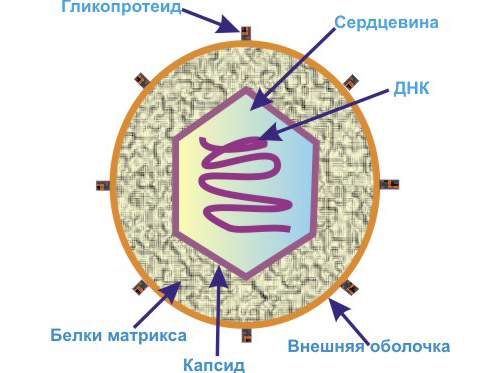 Гликопротеид
Сердцевина
ДНК
Белки матрикса
Внешняя оболочка
Капсид